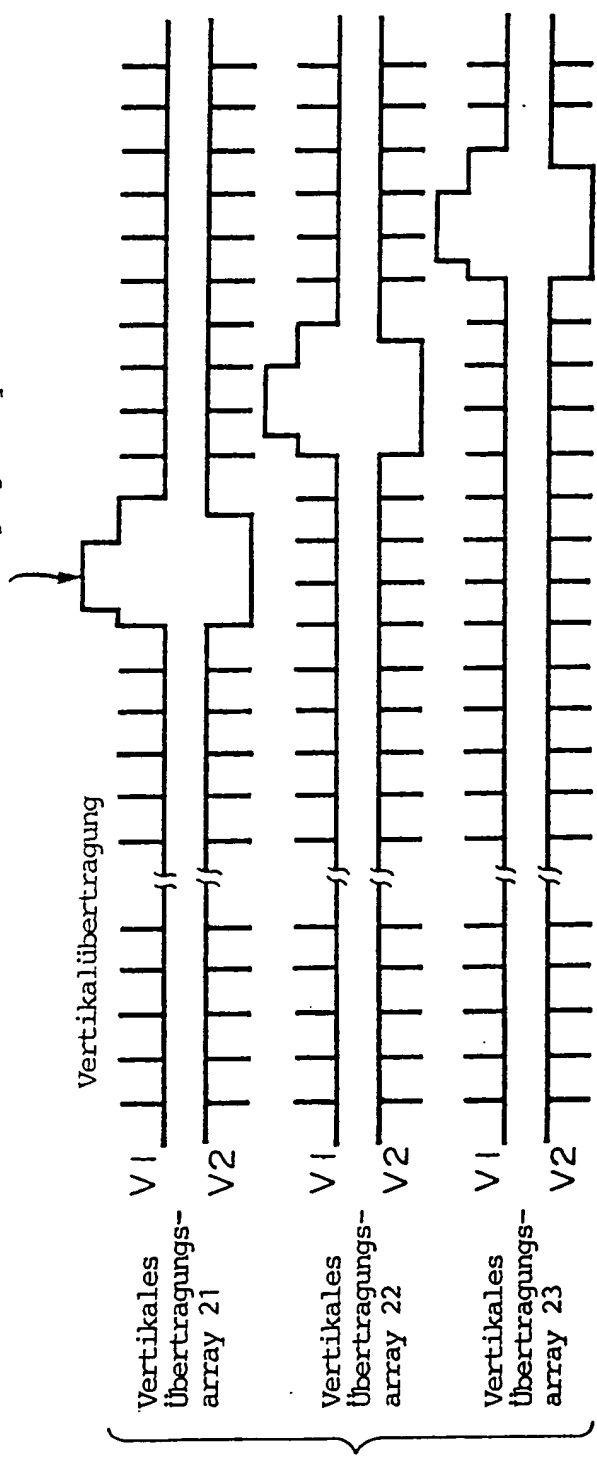 Vertikalübertragung
V1
V2
Vertikales
Übertragungs-
array 21
V1
V2
Vertikales
Übertragungs-
array 22
V1
V2
Vertikales
Übertragungs-
array 23